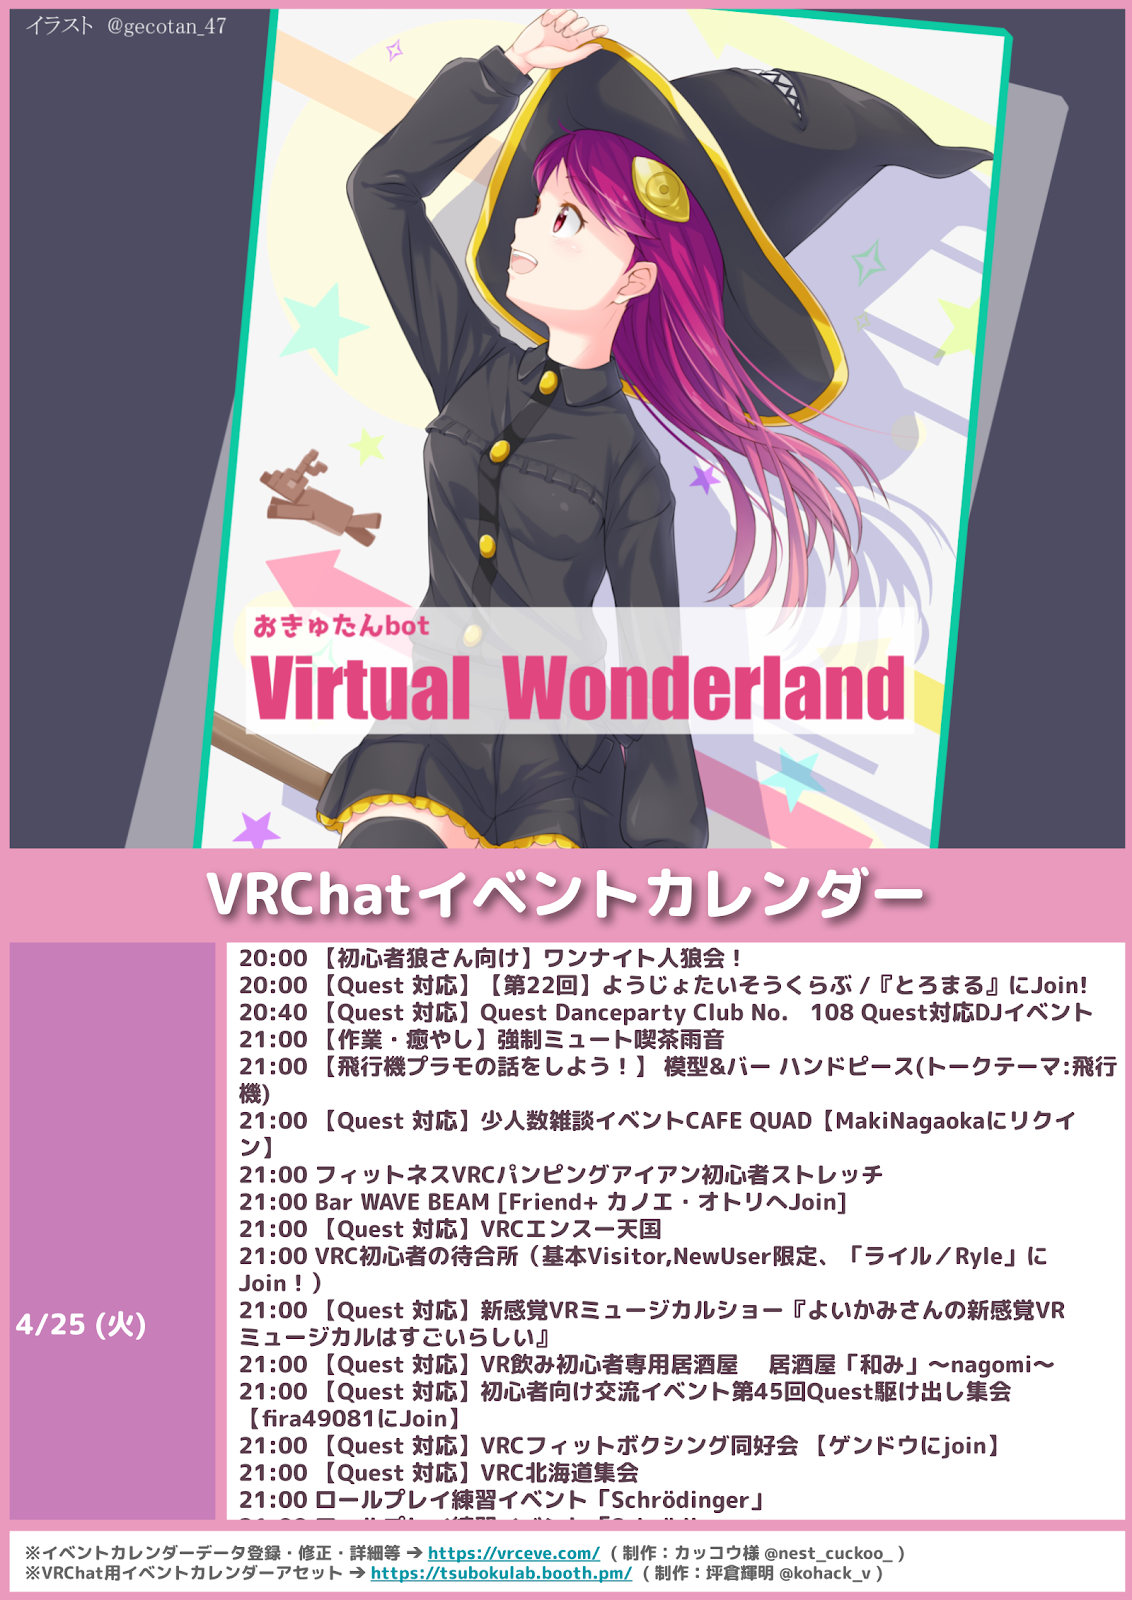 イラスト @gecotan_47
おきゅたんbot
Virtual Wonderland
VRChatイベントカレンダー
4/25 (火)
20:00 【初心者狼さん向け】ワンナイト人狼会！
20:00 【Quest 対応】【第22回】ようじょたいそうくらぶ /『とろまる』にJoin!
20:40 【Quest 対応】Quest Danceparty Club No. 108 Quest対応DJイベント
21:00 【作業・癒やし】強制ミュート喫茶雨音
21:00 【飛行機プラモの話をしよう！】 模型&バー ハンドピース(トークテーマ:飛行
機)
21:00 【Quest 対応】少人数雑談イベントCAFE QUAD【MakiNagaokaにリクイ
ン】
21:00 フィットネスVRCパンピングアイアン初心者ストレッチ
21:00 Bar WAVE BEAM [Friend+ カノエ・オトリへJoin]
21:00 【Quest 対応】VRCエンスー天国
21:00 VRC初心者の待合所（基本Visitor,NewUser限定、「ライル／Ryle」に
Join！）
21:00 【Quest 対応】新感覚VRミュージカルショー『よいかみさんの新感覚VR
ミュージカルはすごいらしい』
21:00 【Quest 対応】VR飲み初心者専用居酒屋　居酒屋「和み」～nagomi～
21:00 【Quest 対応】初心者向け交流イベント第45回Quest駆け出し集会
【fira49081にJoin】
21:00 【Quest 対応】VRCフィットボクシング同好会 【ゲンドウにjoin】
21:00 【Quest 対応】VRC北海道集会
21:00 ロールプレイ練習イベント「Schrödinger」
※イベントカレンダーデータ登録・修正・詳細等 ➔ https://vrceve.com/ （制作：カッコウ様 @nest_cuckoo_ ）
※VRChat用イベントカレンダーアセット ➔ https://tsubokulab.booth.pm/ （制作：坪倉輝明 @kohack_v ）